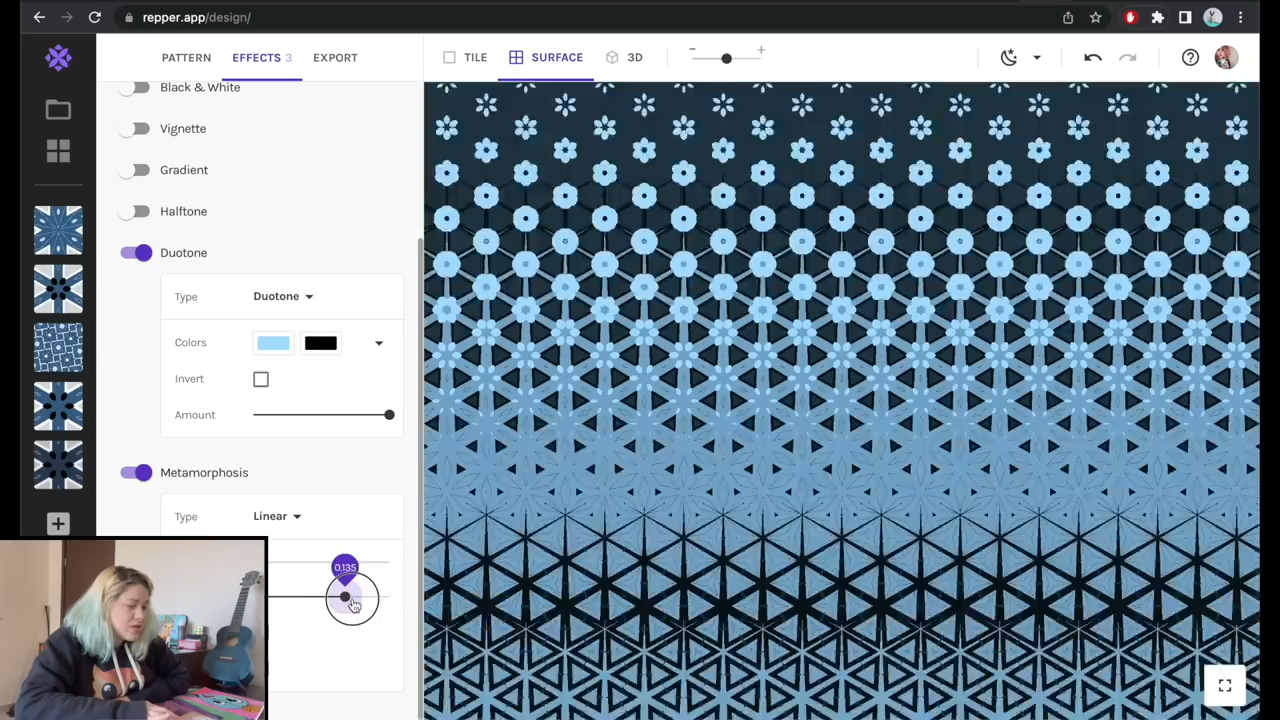 repper.app/design/
PATTERN EFFECTS 3 EXPORT TILE SURFACE 3D - +
Black & White
Vignette
Gradient
Halftone
Duotone
Type Duotone
Colors
Invert
Amount
Metamorphosis
Type Linear
0.135